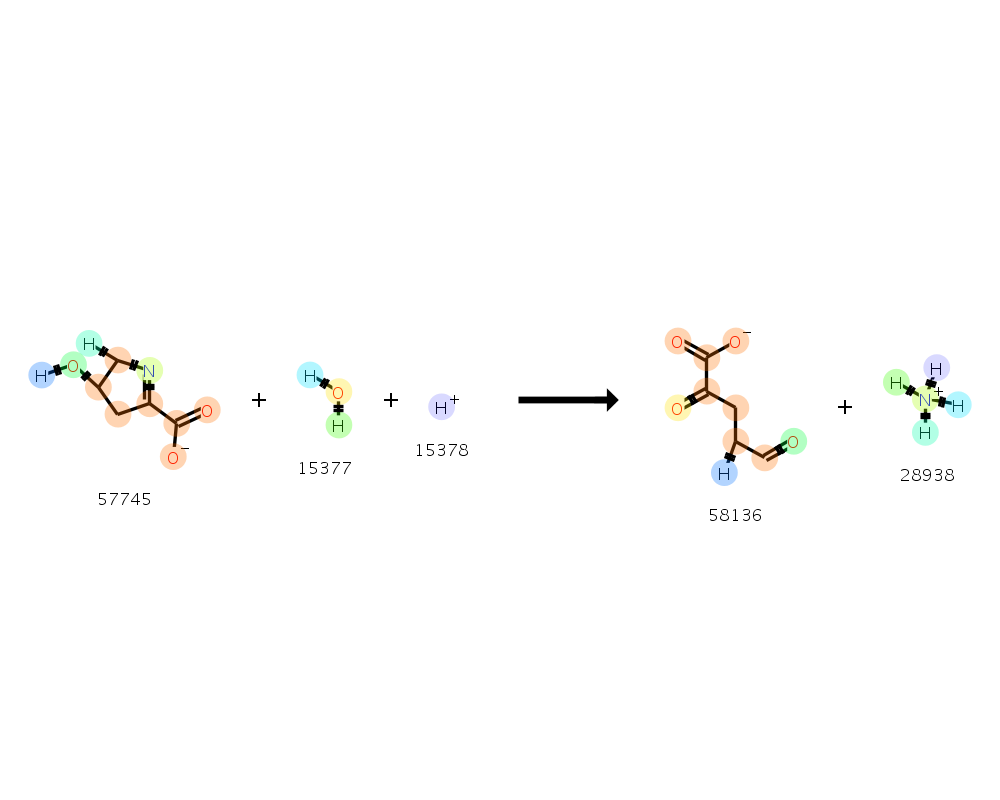 H O H N O O −
57745
+
H O H
15377
+
H +
15378
O O − O H O
58136
+
H H N + H H
28938